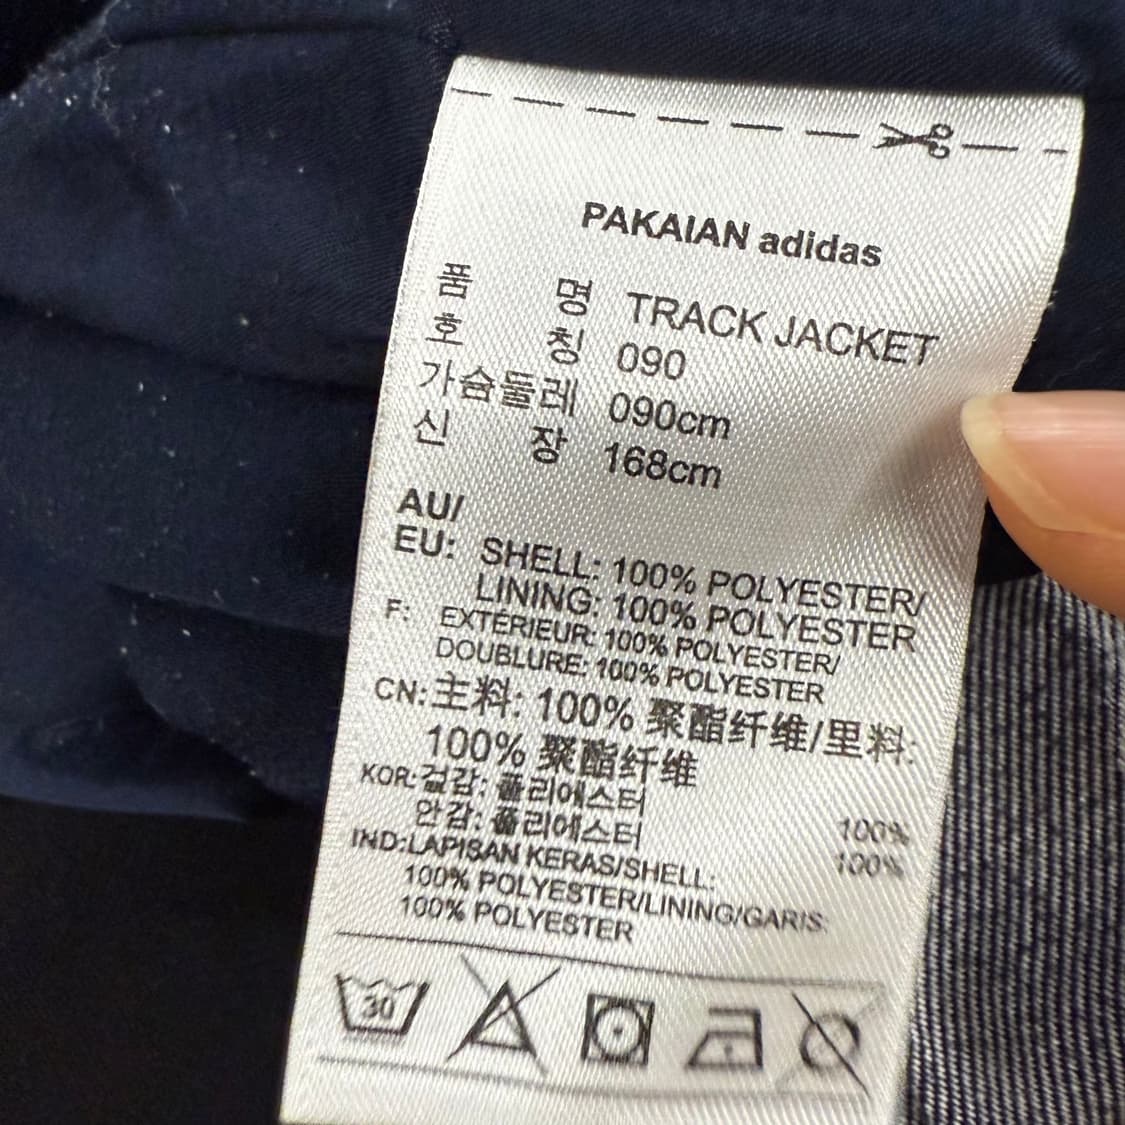 PAKAIAN adidas
품 명 TRACK JACKET
호 칭 090
가슴둘레 090cm
신 장 168cm
AU/
EU: SHELL: 100% POLYESTER/
LINING: 100% POLYESTER
F: EXTÉRIEUR: 100% POLYESTER/
DOUBLURE: 100% POLYESTER
CN:主料: 100% 聚酯纤维/里料:
100% 聚酯纤维
KOR:겉감: 폴리에스터 100%
안감: 폴리에스터 100%
IND:LAPISAN KERAS/SHELL:
100% POLYESTER/LINING/GARIS:
100% POLYESTER
30